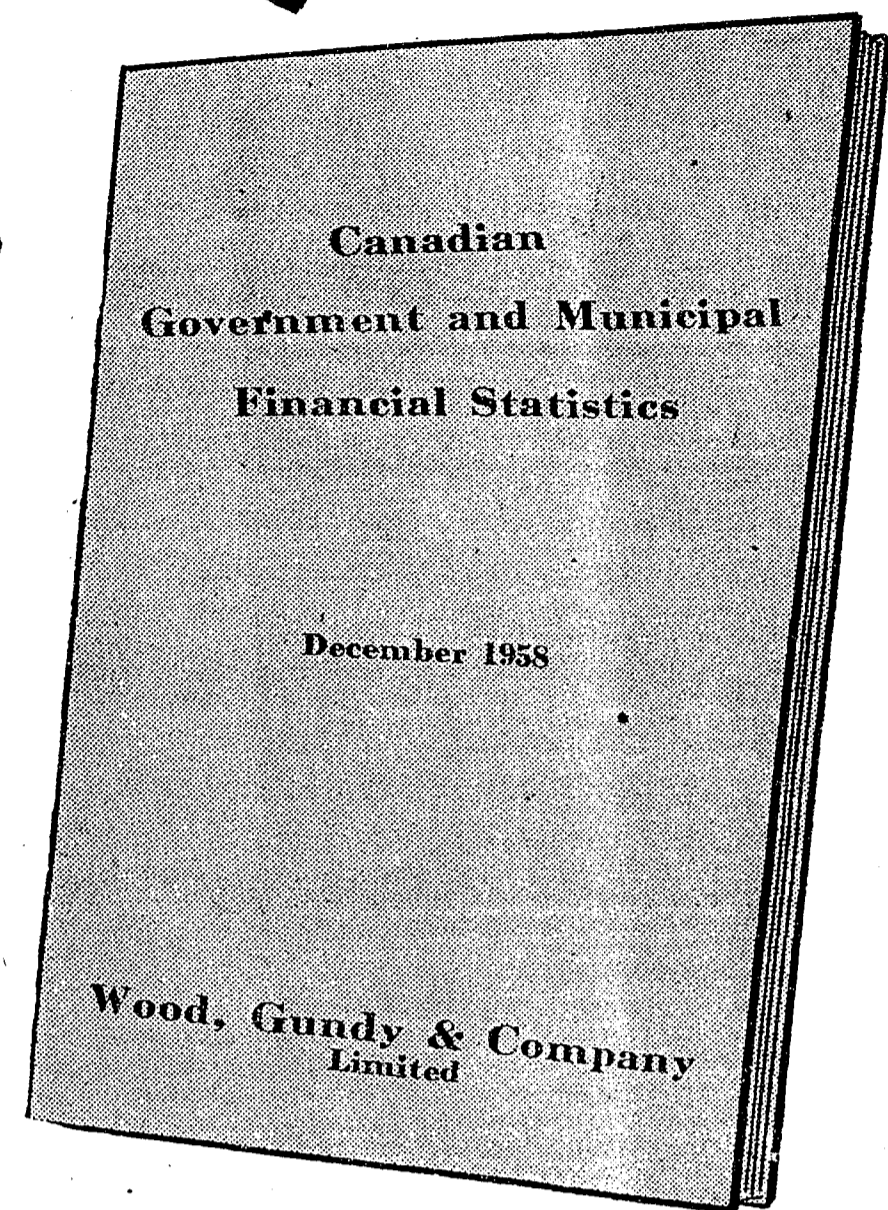 Canadian
Government and Municipal
Financial Statistics
December 1958
Wood, Gundy & Company
Limited